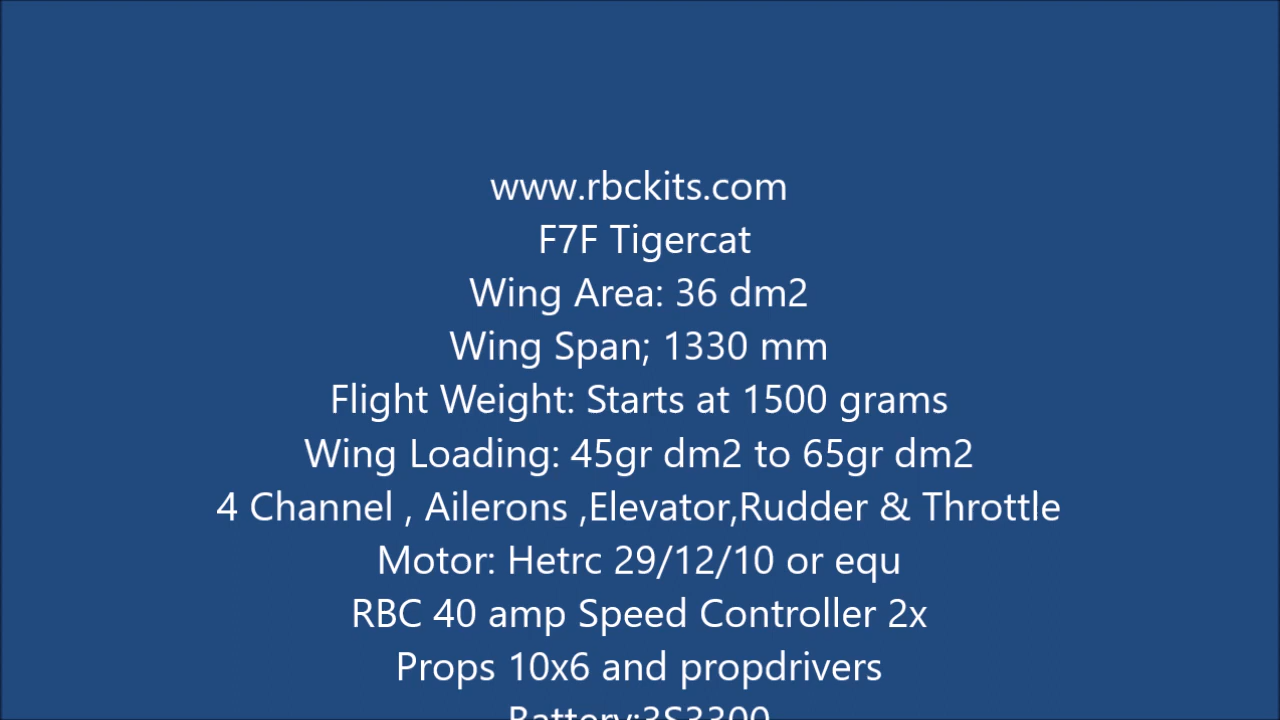 www.rbckits.com
F7F Tigercat
Wing Area: 36 dm2
Wing Span; 1330 mm
Flight Weight: Starts at 1500 grams
Wing Loading: 45gr dm2 to 65gr dm2
4 Channel , Ailerons ,Elevator,Rudder & Throttle
Motor: Hetrc 29/12/10 or equ
RBC 40 amp Speed Controller 2x
Props 10x6 and propdrivers
Battery:3S3300